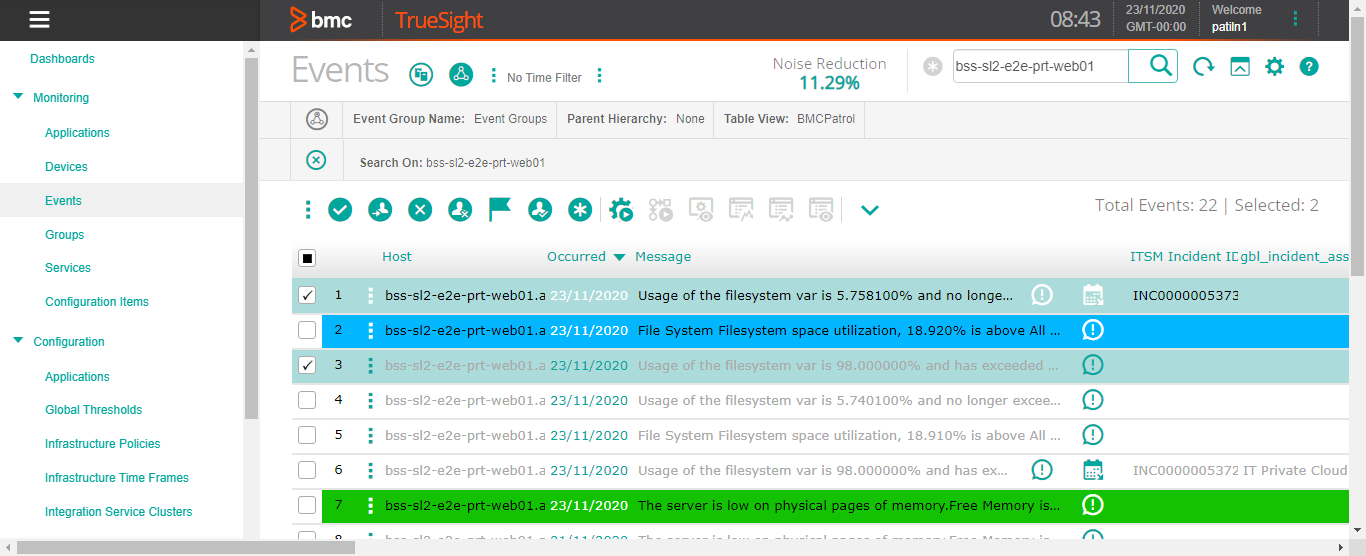 bmc TrueSight 08:43 23/11/2020 GMT-00:00 Welcome patiln1
Dashboards
Monitoring
Applications
Devices
Events
Groups
Services
Configuration Items
Configuration
Applications
Global Thresholds
Infrastructure Policies
Infrastructure Time Frames
Integration Service Clusters
Events No Time Filter Noise Reduction 11.29% bss-sl2-e2e-prt-web01
Event Group Name: Event Groups Parent Hierarchy: None Table View: BMCPatrol
Search On: bss-sl2-e2e-prt-web01
Total Events: 22 | Selected: 2
Host Occurred Message ITSM Incident ID gbl_incident_ass
1 bss-sl2-e2e-prt-web01.a 23/11/2020 Usage of the filesystem var is 5.758100% and no longe... INC0000005373
2 bss-sl2-e2e-prt-web01.a 23/11/2020 File System Filesystem space utilization, 18.920% is above All ...
3 bss-sl2-e2e-prt-web01.a 23/11/2020 Usage of the filesystem var is 98.000000% and has exceeded ...
4 bss-sl2-e2e-prt-web01.a 23/11/2020 Usage of the filesystem var is 5.740100% and no longer excee...
5 bss-sl2-e2e-prt-web01.a 23/11/2020 File System Filesystem space utilization, 18.910% is above All ...
6 bss-sl2-e2e-prt-web01.a 23/11/2020 Usage of the filesystem var is 98.000000% and has ex... INC0000005372 IT Private Cloud
7 bss-sl2-e2e-prt-web01.a 23/11/2020 The server is low on physical pages of memory.Free Memory is...